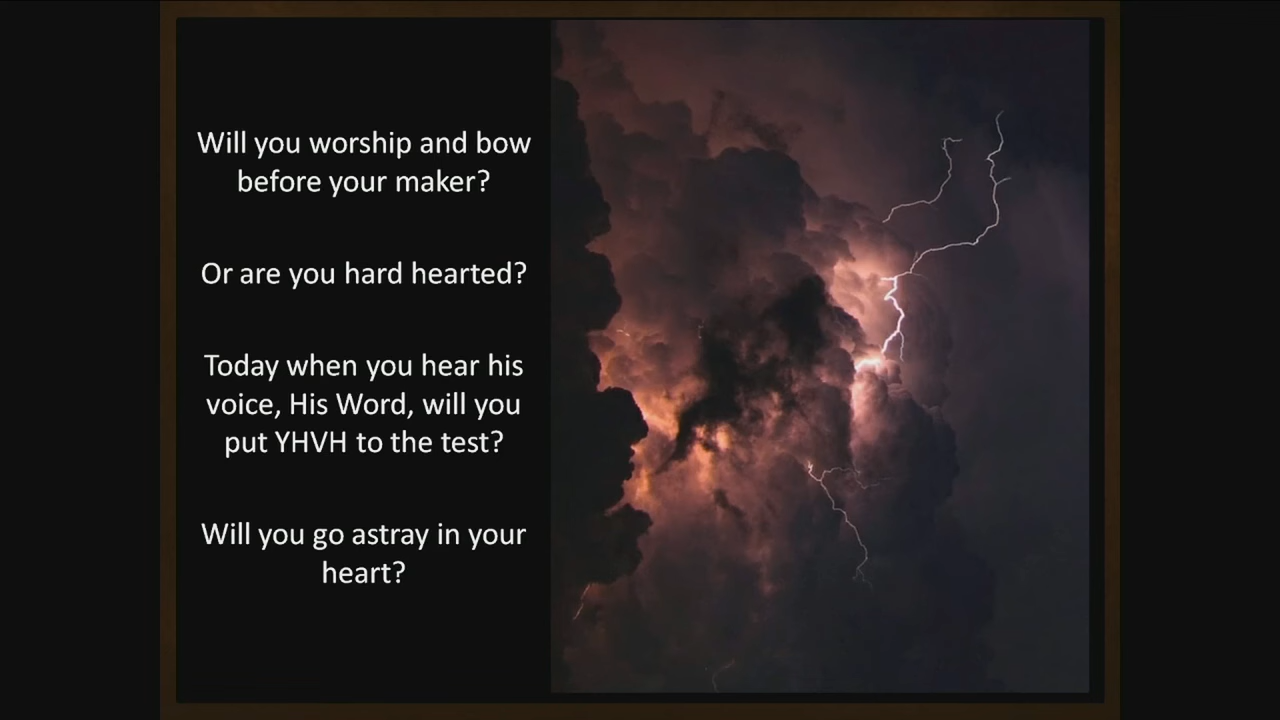 Will you worship and bow
before your maker?
Or are you hard hearted?
Today when you hear his
voice, His Word, will you
put YHVH to the test?
Will you go astray in your
heart?